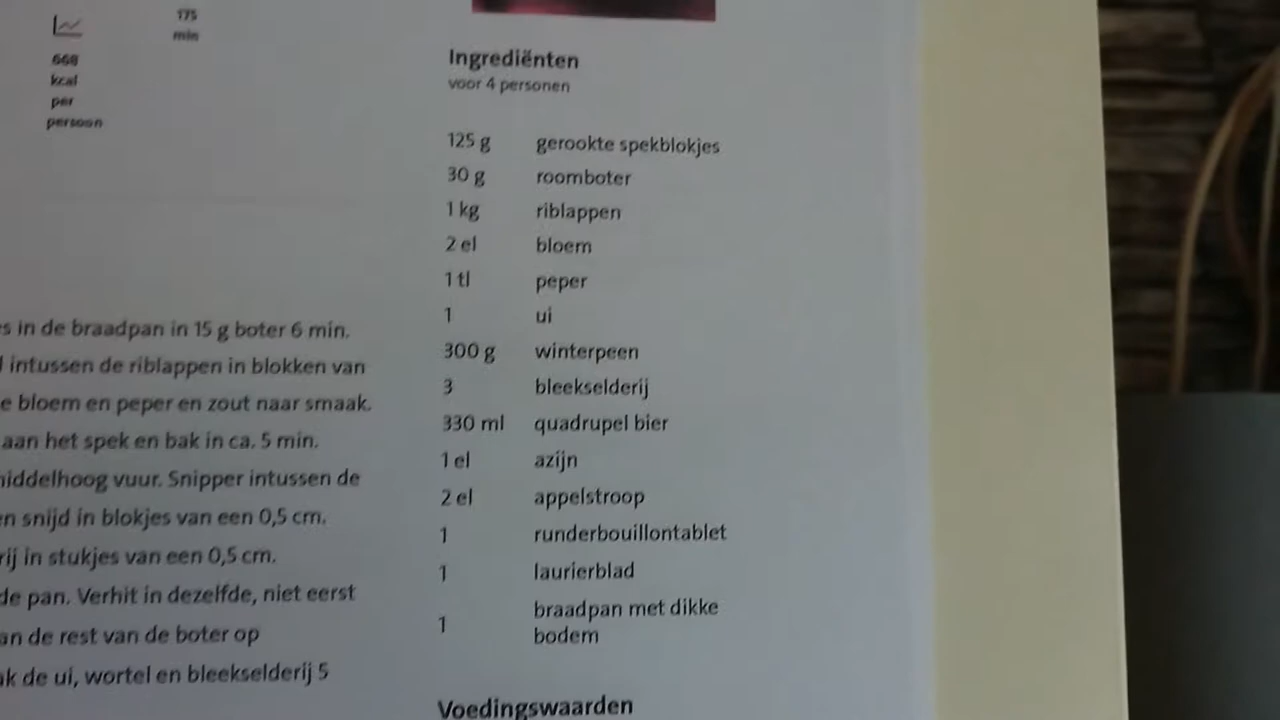 175
min
668
kcal
per
persoon
Ingrediënten
voor 4 personen
125 g gerookte spekblokjes
30 g roomboter
1 kg riblappen
2 el bloem
1 tl peper
1 ui
300 g winterpeen
3 bleekselderij
330 ml quadrupel bier
1 el azijn
2 el appelstroop
1 runderbouillontablet
1 laurierblad
1 braadpan met dikke
bodem
Voedingswaarden
in de braadpan in 15 g boter 6 min.
intussen de riblappen in blokken van
bloem en peper en zout naar smaak.
aan het spek en bak in ca. 5 min.
middelhoog vuur. Snipper intussen de
en snijd in blokjes van een 0,5 cm.
in stukjes van een 0,5 cm.
de pan. Verhit in dezelfde, niet eerst
de rest van de boter op
de ui, wortel en bleekselderij 5